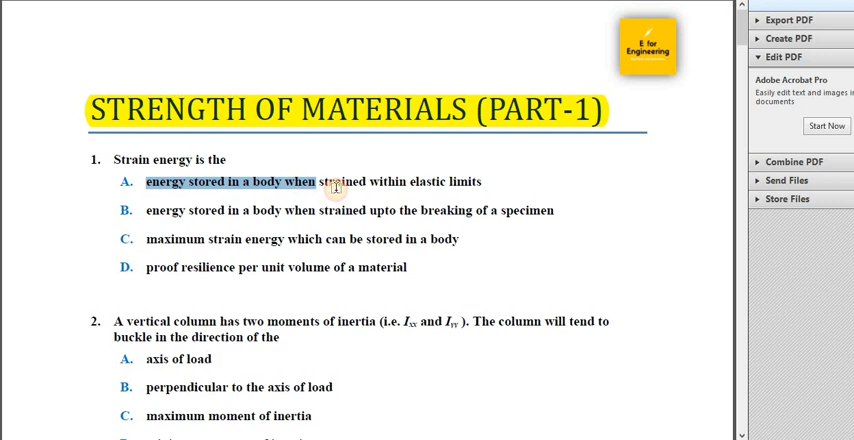 Export PDF
Create PDF
Edit PDF
Adobe Acrobat Pro
Easily edit text and images in
documents
Start Now
Combine PDF
Send Files
Store Files
E for
Engineering
STRENGTH OF MATERIALS (PART-1)
1. Strain energy is the
A. energy stored in a body when strained within elastic limits
B. energy stored in a body when strained upto the breaking of a specimen
C. maximum strain energy which can be stored in a body
D. proof resilience per unit volume of a material
2. A vertical column has two moments of inertia (i.e. Ixx and Iyy ). The column will tend to
buckle in the direction of the
A. axis of load
B. perpendicular to the axis of load
C. maximum moment of inertia